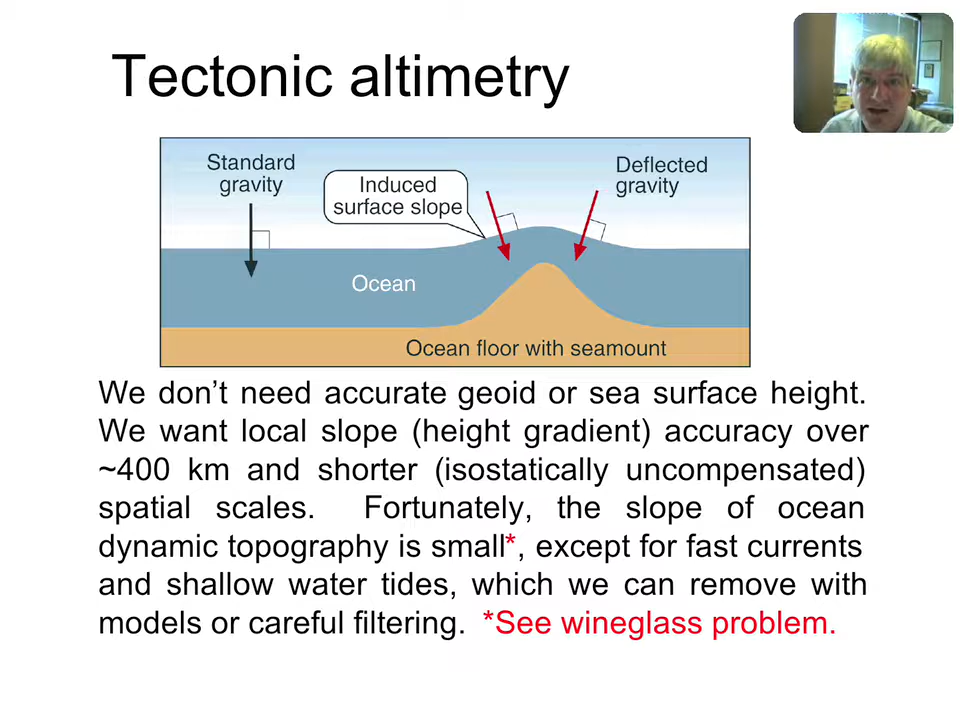 Tectonic altimetry
Standard
gravity
Induced
surface slope
Deflected
gravity
Ocean
Ocean floor with seamount
We don’t need accurate geoid or sea surface height.
We want local slope (height gradient) accuracy over
~400 km and shorter (isostatically uncompensated)
spatial scales. Fortunately, the slope of ocean
dynamic topography is small*, except for fast currents
and shallow water tides, which we can remove with
models or careful filtering. *See wineglass problem.